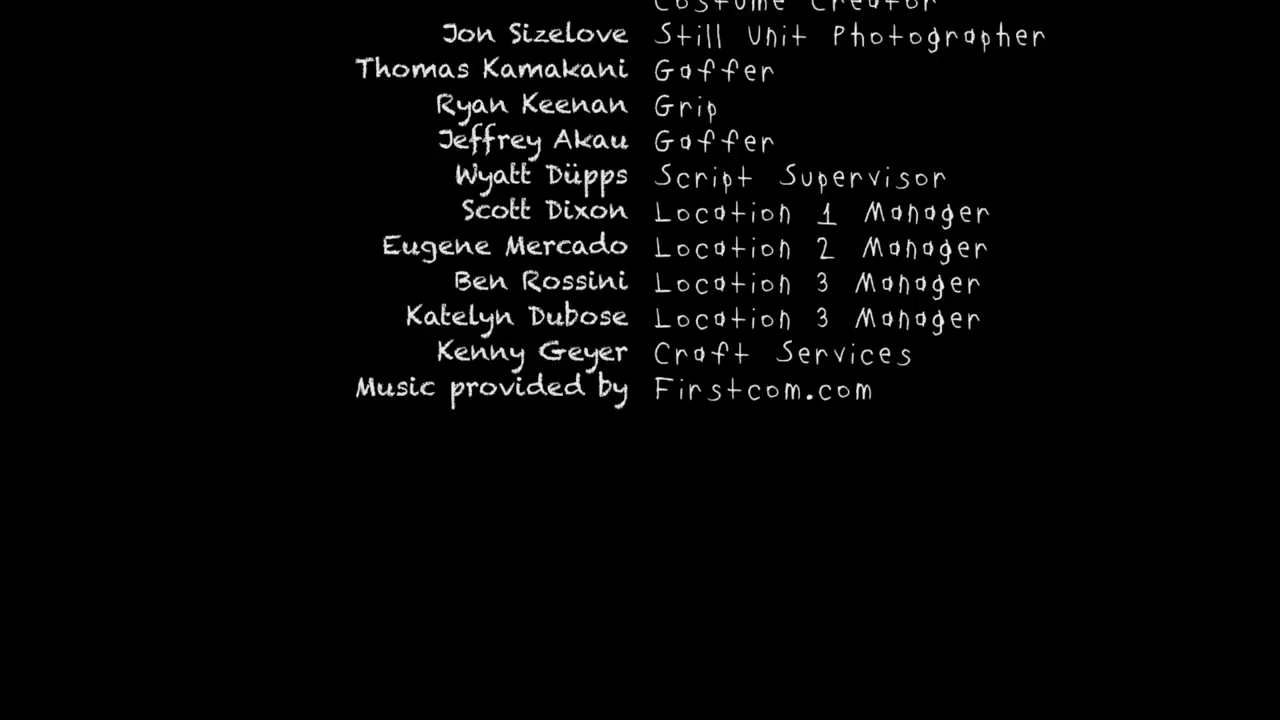 Costume Creator
Jon Sizelove Still Unit Photographer
Thomas Kamakani Gaffer
Ryan Keenan Grip
Jeffrey Akau Gaffer
Wyatt Düpps Script Supervisor
Scott Dixon Location 1 Manager
Eugene Mercado Location 2 Manager
Ben Rossini Location 3 Manager
Katelyn Dubose Location 3 Manager
Kenny Geyer Craft Services
Music provided by Firstcom.com